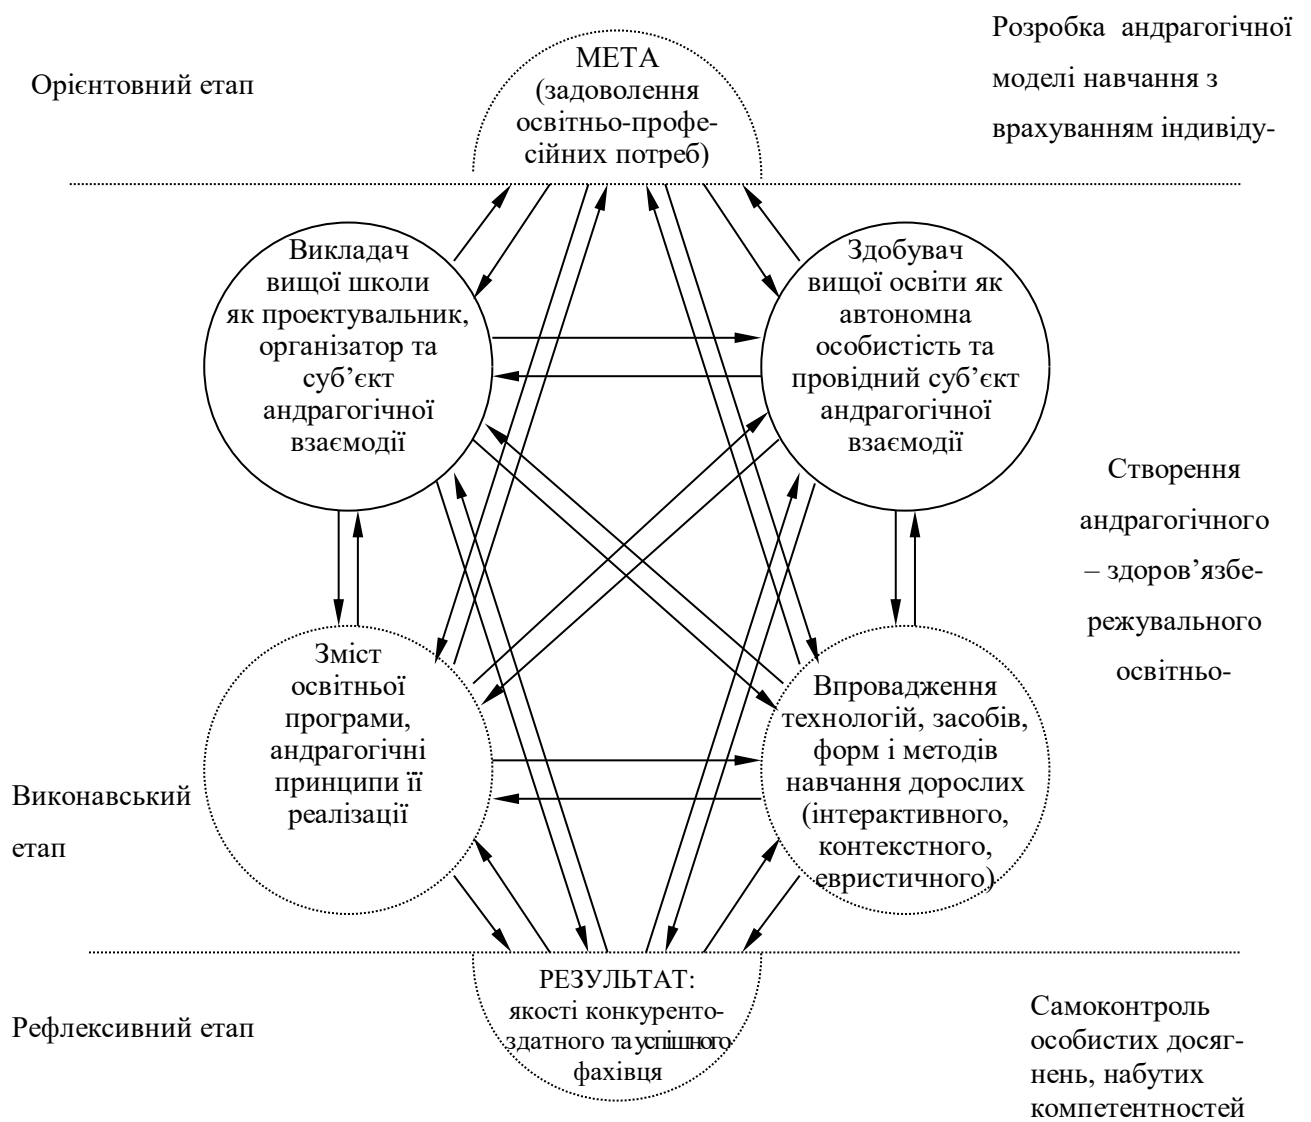 Орієнтовний етап
МЕТА
(задоволення
освітньо-профе-
сійних потреб)
Розробка андрагогічної
моделі навчання з
врахуванням індивіду-
Викладач
вищої школи
як проектувальник,
організатор та
суб’єкт
андрагогічної
взаємодії
Здобувач
вищої освіти як
автономна
особистість та
провідний суб’єкт
андрагогічної
взаємодії
Створення
андрагогічного
– здоров’язбе-
режувального
освітньо-
Виконавський
етап
Зміст
освітньої
програми,
андрагогічні
принципи її
реалізації
Впровадження
технологій, засобів,
форм і методів
навчання дорослих
(інтерактивного,
контекстного,
евристичного)
Рефлексивний етап
РЕЗУЛЬТАТ:
якості конкуренто-
здатного та успішного
фахівця
Самоконтроль
особистих досяг-
нень, набутих
компетентностей